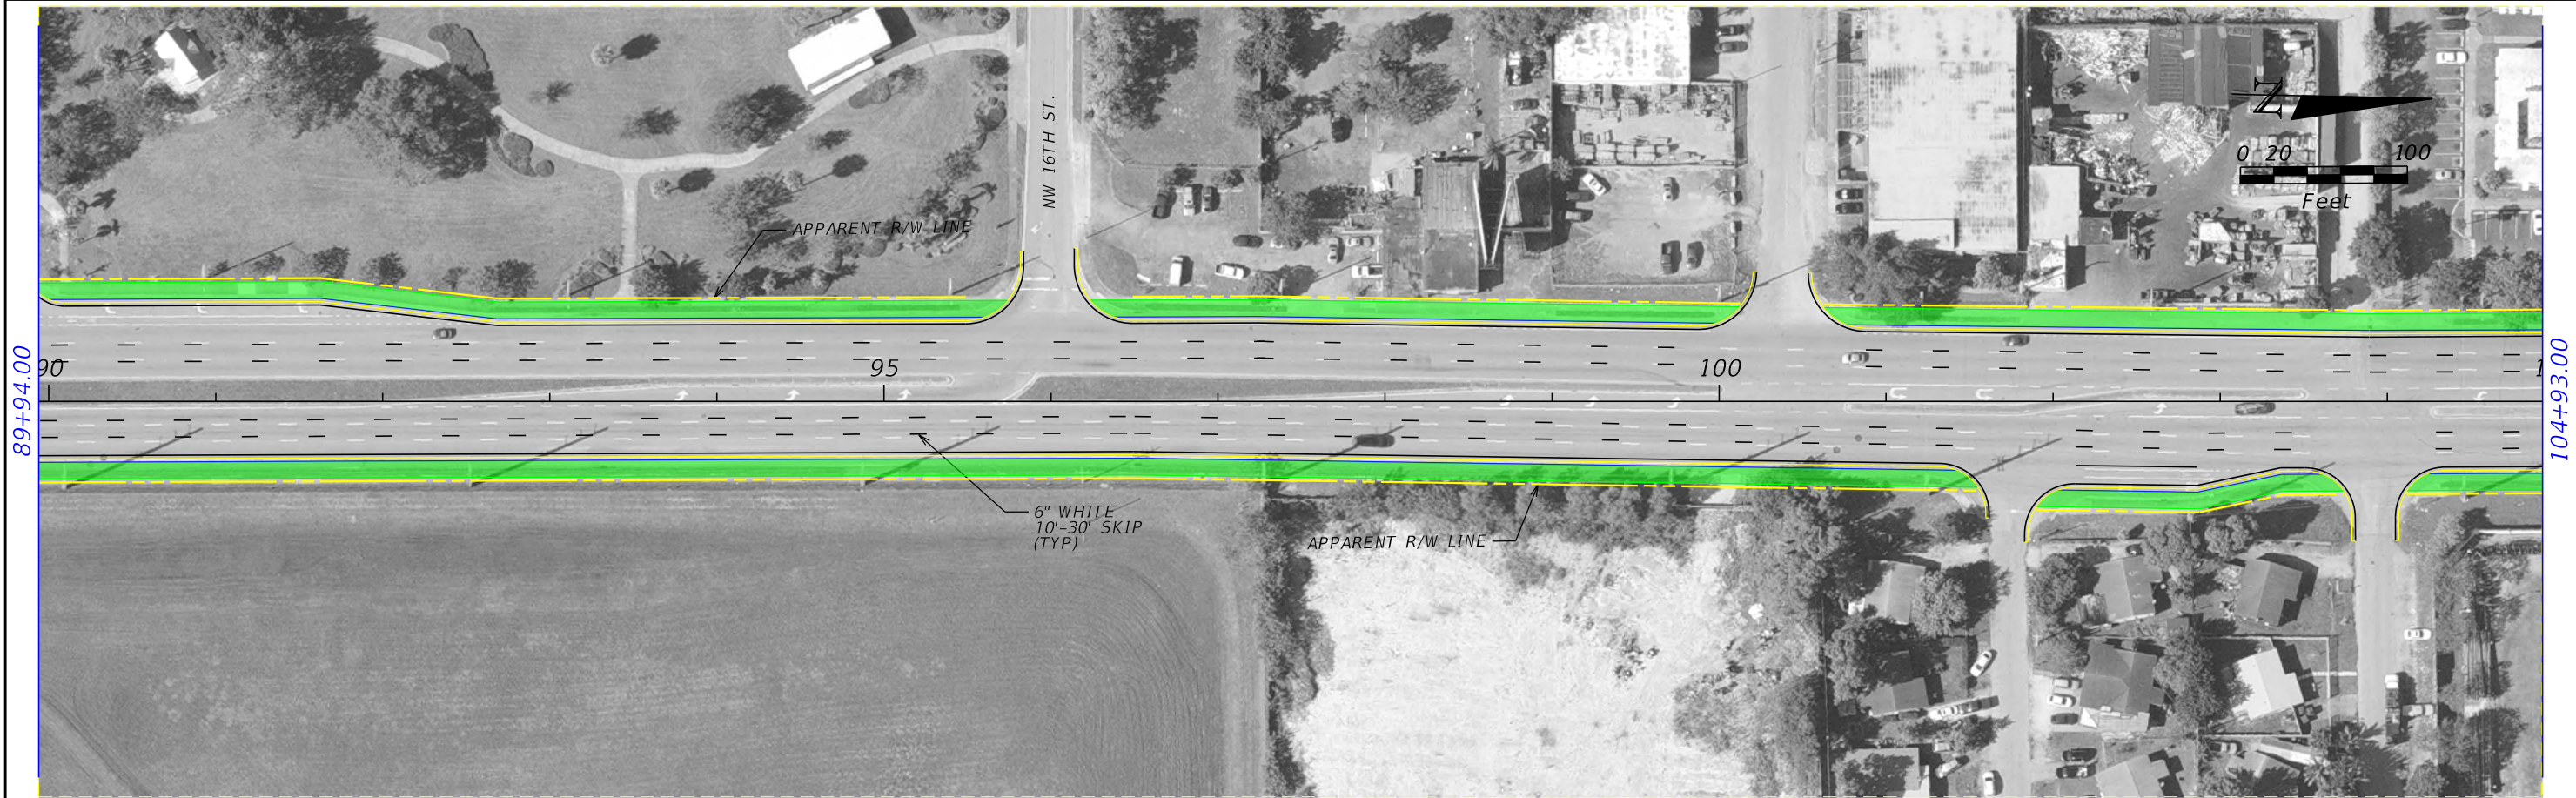 NW 16TH ST.
N
0 20 100
Feet
APPARENT R/W LINE
89+94.00
90
95
100
1
104+93.00
6" WHITE
10'-30' SKIP
(TYP)
APPARENT R/W LINE